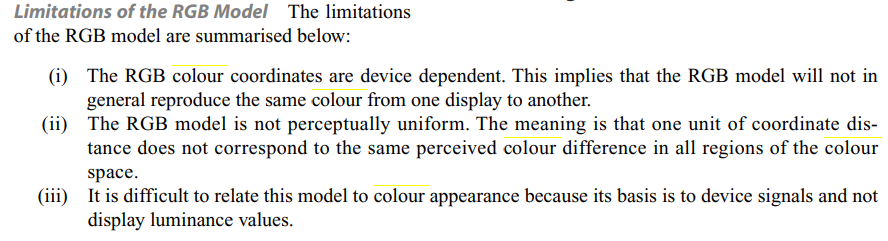 Limitations of the RGB Model The limitations
of the RGB model are summarised below:
(i) The RGB colour coordinates are device dependent. This implies that the RGB model will not in
general reproduce the same colour from one display to another.
(ii) The RGB model is not perceptually uniform. The meaning is that one unit of coordinate dis-
tance does not correspond to the same perceived colour difference in all regions of the colour
space.
(iii) It is difficult to relate this model to colour appearance because its basis is to device signals and not
display luminance values.